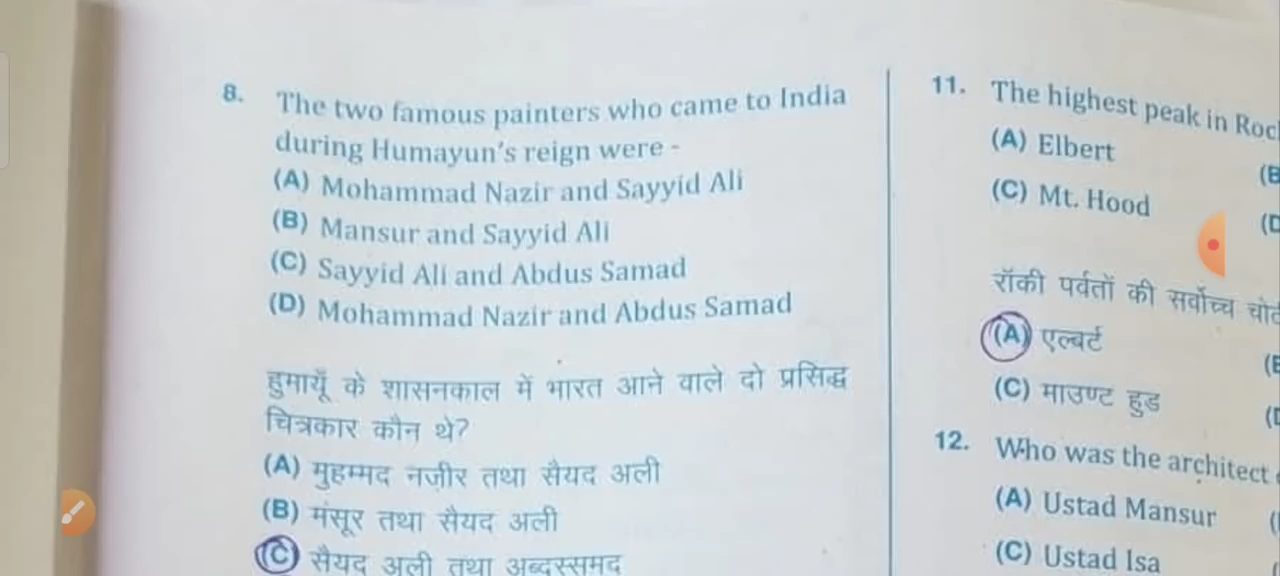 8. The two famous painters who came to India
during Humayun's reign were -
(A) Mohammad Nazir and Sayyid Ali
(B) Mansur and Sayyid Ali
(C) Sayyid Ali and Abdus Samad
(D) Mohammad Nazir and Abdus Samad
हुमायूँ के शासनकाल में भारत आने वाले दो प्रसिद्ध
चित्रकार कौन थे?
(A) मुहम्मद नज़ीर तथा सैयद अली
(B) मंसूर तथा सैयद अली
(C) सैयद अली तथा अब्दुस्समद
11. The highest peak in
(A) Elbert
(C) Mt. Hood
रॉकी पर्वतों की सर्वोच्च
(A) एल्बर्ट
(C) माउण्ट हुड
12. Who was the architect
(A) Ustad Mansur
(C) Ustad Isa